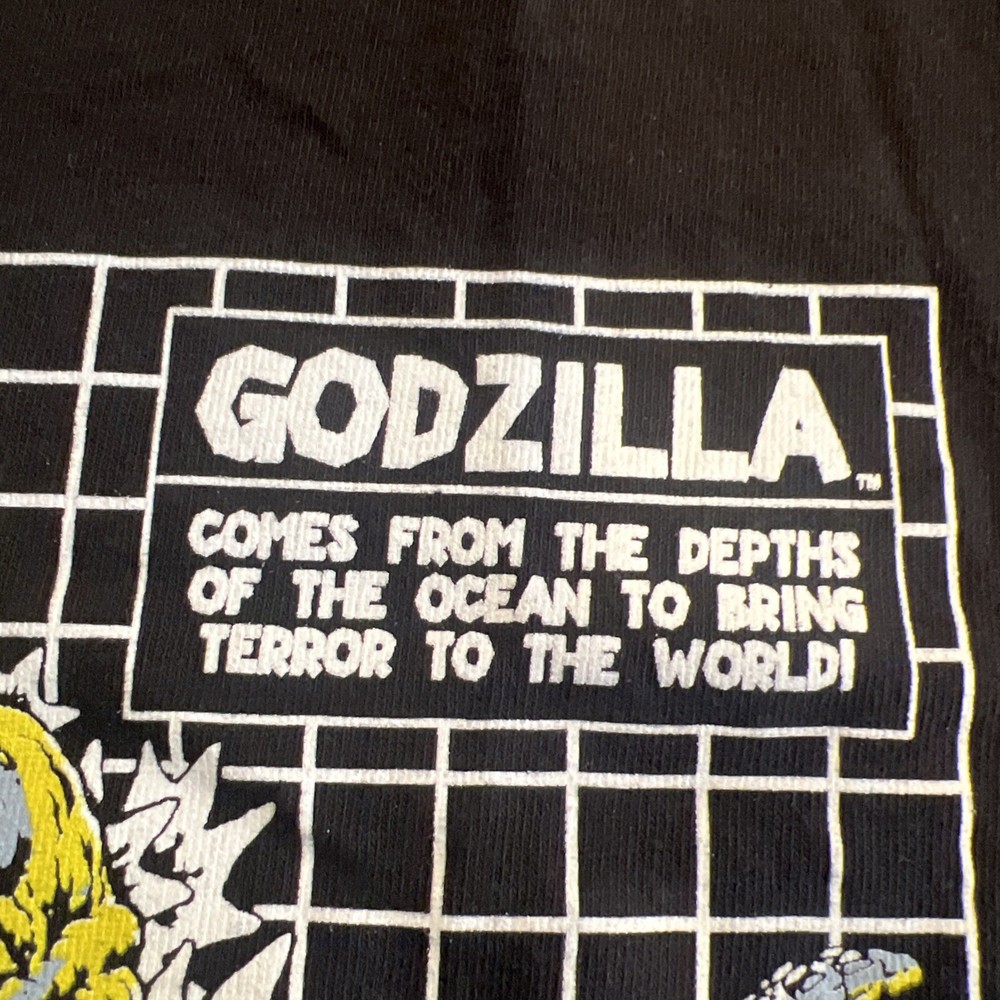 GODZILLA™
COMES FROM THE DEPTHS
OF THE OCEAN TO BRING
TERROR TO THE WORLD!